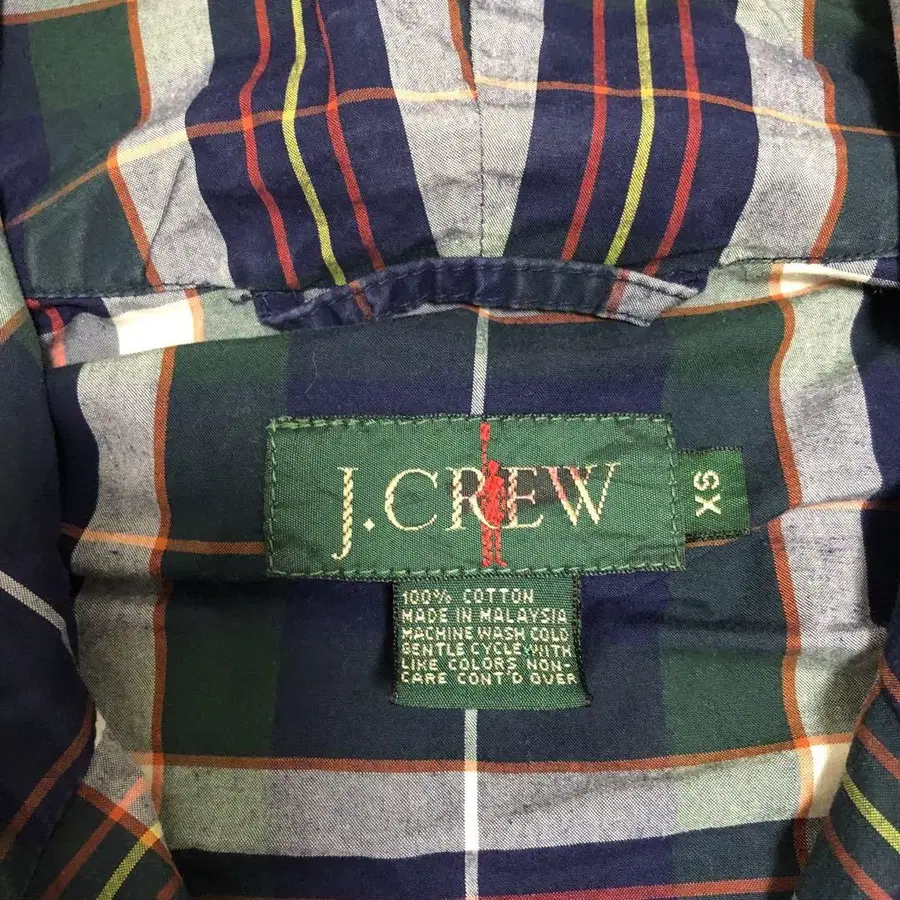 J.CREW
XS
100% COTTON
MADE IN MALAYSIA
MACHINE WASH COLD
GENTLE CYCLE WITH
LIKE COLORS NON-
CARE CONT'D OVER